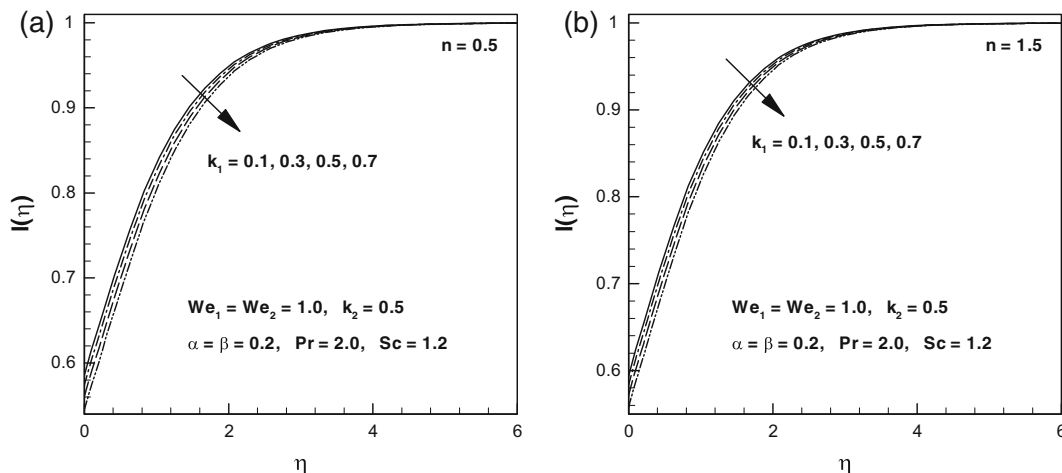 (a)
1
0.9
0.8
0.7
0.6
l(η)
n = 0.5
k₁ = 0.1, 0.3, 0.5, 0.7
We₁ = We₂ = 1.0, k₂ = 0.5
α = β = 0.2, Pr = 2.0, Sc = 1.2
0 2 4 6
η
(b)
1
0.9
0.8
0.7
0.6
l(η)
n = 1.5
k₁ = 0.1, 0.3, 0.5, 0.7
We₁ = We₂ = 1.0, k₂ = 0.5
α = β = 0.2, Pr = 2.0, Sc = 1.2
0 2 4 6
η